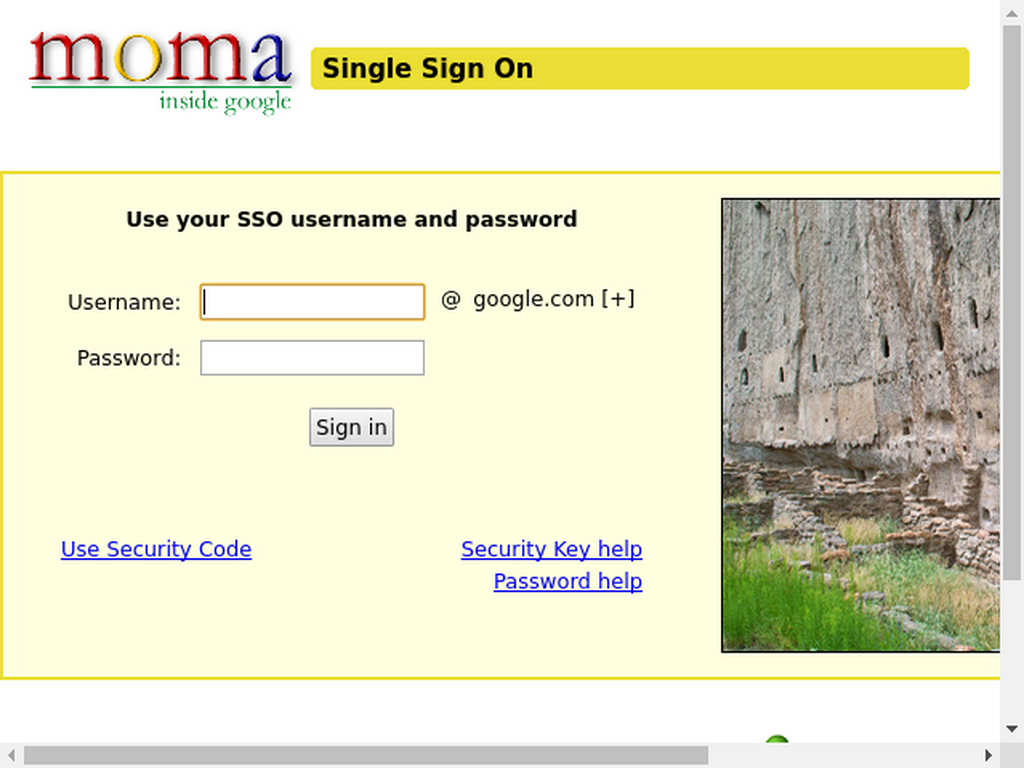 moma
inside google
Single Sign On
Use your SSO username and password
Username: @ google.com [+]
Password:
Sign in
Use Security Code
Security Key help
Password help